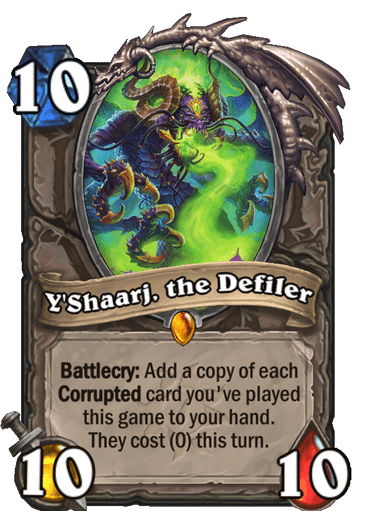 10
Y'Shaarj, the Defiler
Battlecry: Add a copy of each
Corrupted card you've played
this game to your hand.
They cost (0) this turn.
10
10